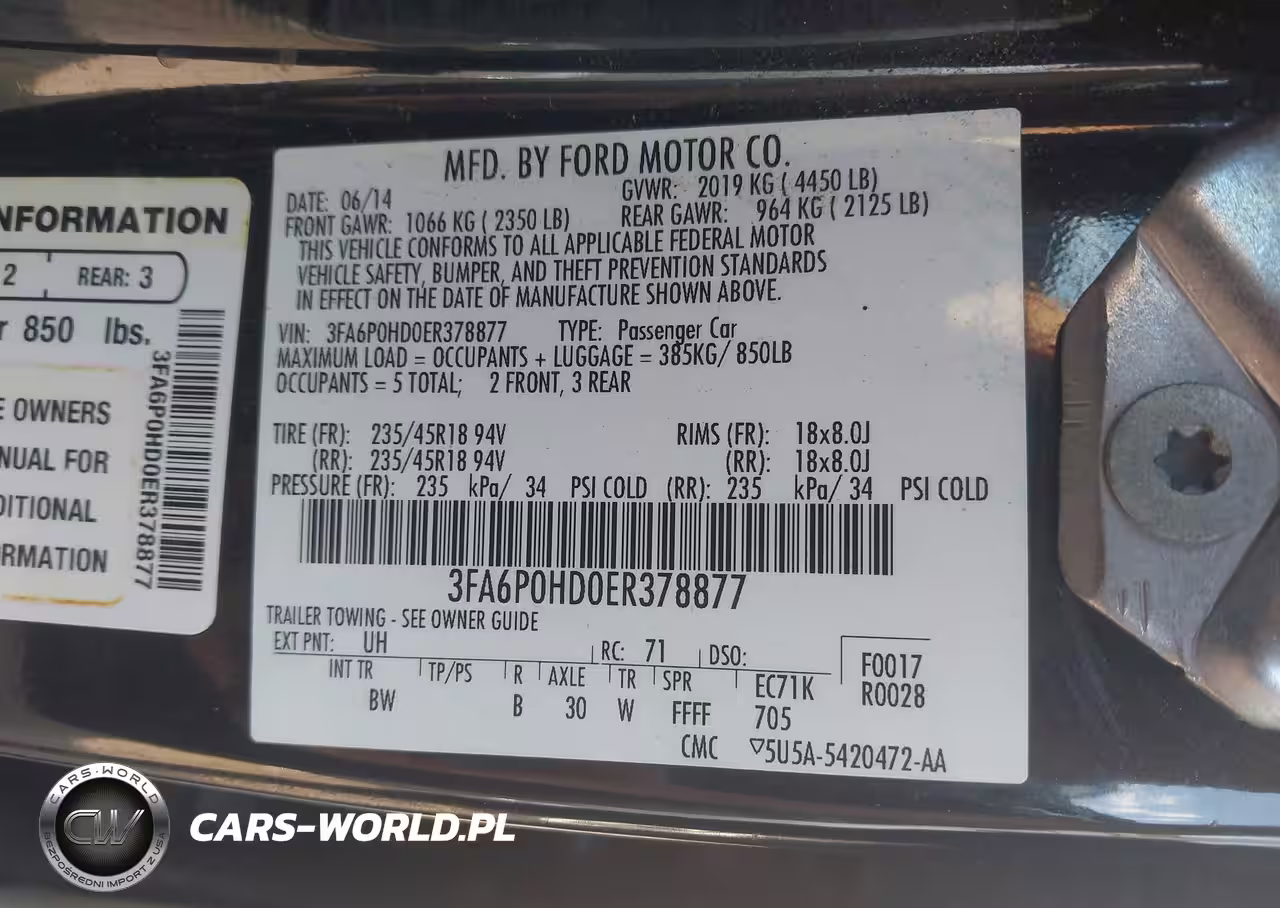 MFD. BY FORD MOTOR CO.
DATE: 06/14 GVWR: 2019 KG ( 4450 LB)
FRONT GAWR: 1066 KG ( 2350 LB) REAR GAWR: 964 KG ( 2125 LB)
THIS VEHICLE CONFORMS TO ALL APPLICABLE FEDERAL MOTOR
VEHICLE SAFETY, BUMPER, AND THEFT PREVENTION STANDARDS
IN EFFECT ON THE DATE OF MANUFACTURE SHOWN ABOVE.
VIN: 3FA6P0HD0ER378877 TYPE: Passenger Car
MAXIMUM LOAD = OCCUPANTS + LUGGAGE = 385KG/ 850LB
OCCUPANTS = 5 TOTAL; 2 FRONT, 3 REAR
TIRE (FR): 235/45R18 94V RIMS (FR): 18x8.0J
(RR): 235/45R18 94V (RR): 18x8.0J
PRESSURE (FR): 235 kPa/ 34 PSI COLD (RR): 235 kPa/ 34 PSI COLD
3FA6P0HD0ER378877
TRAILER TOWING - SEE OWNER GUIDE
EXT PNT: UH RC: 71 DSO: F0017
INT TR TP/PS R AXLE TR SPR EC71K R0028
BW B 30 W FFFF 705
CMC ▽5U5A-5420472-AA
NFORMATION
2 REAR: 3
r 850 lbs.
E OWNERS
NUAL FOR
DITIONAL
RMATION
3FA6P0HD0ER378877
CARS-WORLD
CW
BEZPOŚREDNI IMPORT Z USA
CARS-WORLD.PL